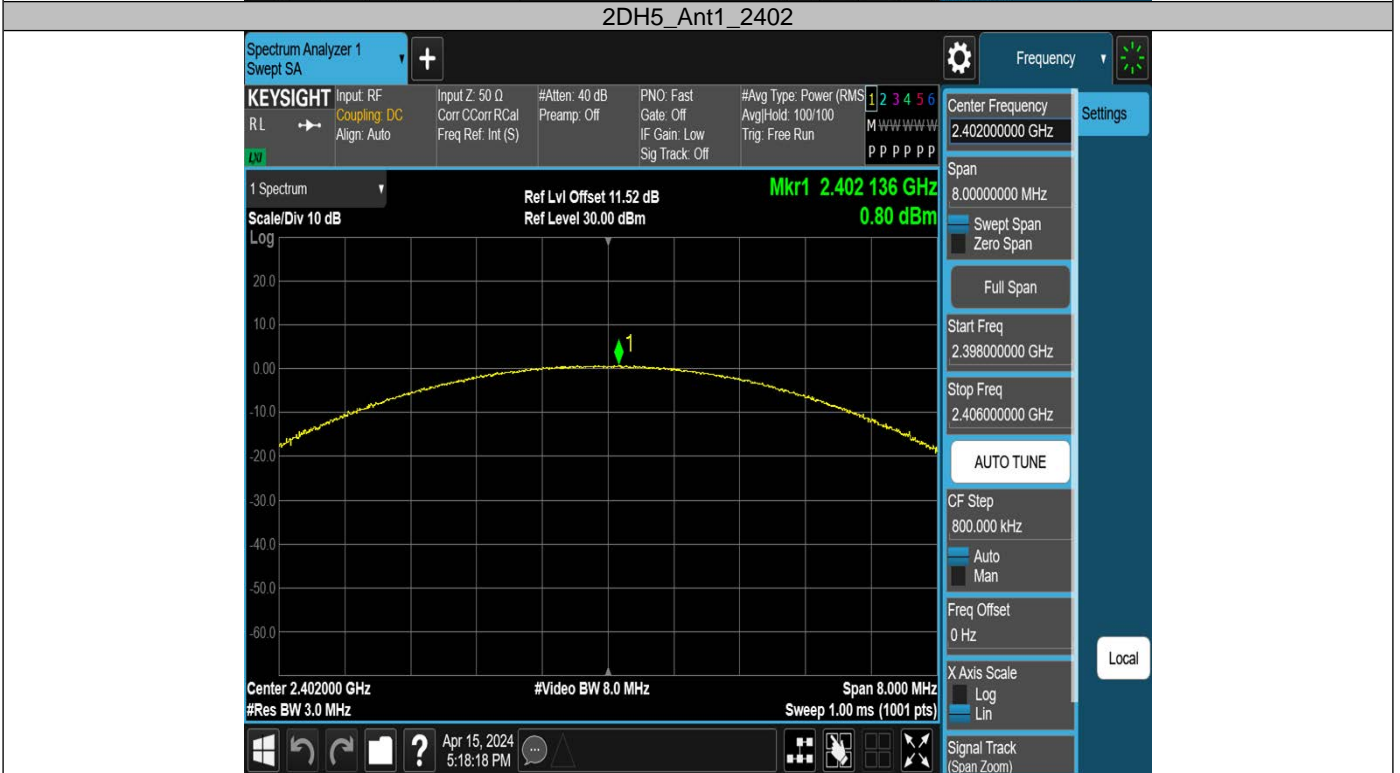 2DH5_Ant1_2402
Spectrum Analyzer 1
Swept SA
+
Frequency
KEYSIGHT
RL
LXI
Input: RF
Coupling: DC
Align: Auto
Input Z: 50 Ω
Corr CCorr RCal
Freq Ref: Int (S)
#Atten: 40 dB
Preamp: Off
PNO: Fast
Gate: Off
IF Gain: Low
Sig Track: Off
#Avg Type: Power (RMS
Avg|Hold: 100/100
Trig: Free Run
1 2 3 4 5 6
M W W W W W
P P P P P P
1 Spectrum
Scale/Div 10 dB
Log
Ref Lvl Offset 11.52 dB
Ref Level 30.00 dBm
Mkr1 2.402 136 GHz
0.80 dBm
20.0
10.0
0.00
-10.0
-20.0
-30.0
-40.0
-50.0
-60.0
1
Center 2.402000 GHz
#Res BW 3.0 MHz
#Video BW 8.0 MHz
Span 8.000 MHz
Sweep 1.00 ms (1001 pts)
Center Frequency
2.402000000 GHz
Settings
Span
8.00000000 MHz
Swept Span
Zero Span
Full Span
Start Freq
2.398000000 GHz
Stop Freq
2.406000000 GHz
AUTO TUNE
CF Step
800.000 kHz
Auto
Man
Freq Offset
0 Hz
X Axis Scale
Log
Lin
Local
Signal Track
(Span Zoom)
?
Apr 15, 2024
5:18:18 PM